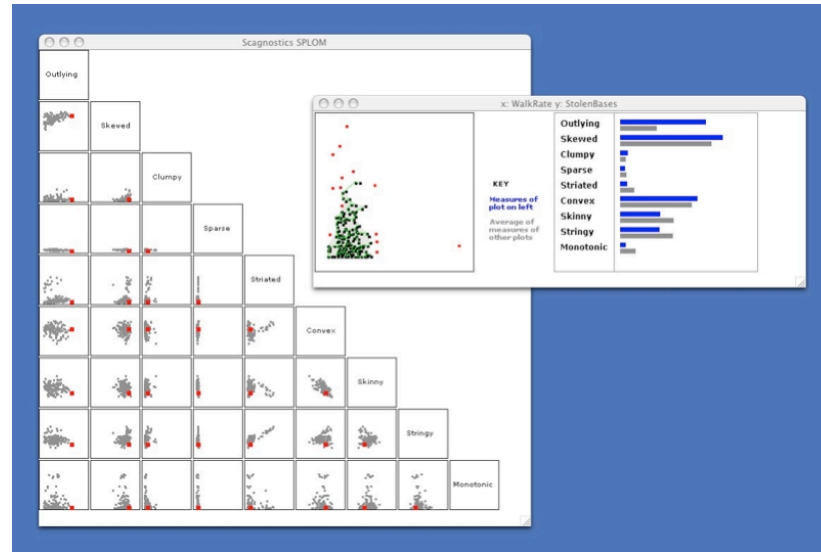 Scagnostics SPLOM
Outlying
Skewed
Clumpy
Sparse
Striated
Convex
Skinny
Stringy
Monotonic
x: WalkRate y: StolenBases
KEY
Measures of
plot on left
Average of
measures of
other plots
Outlying
Skewed
Clumpy
Sparse
Striated
Convex
Skinny
Stringy
Monotonic